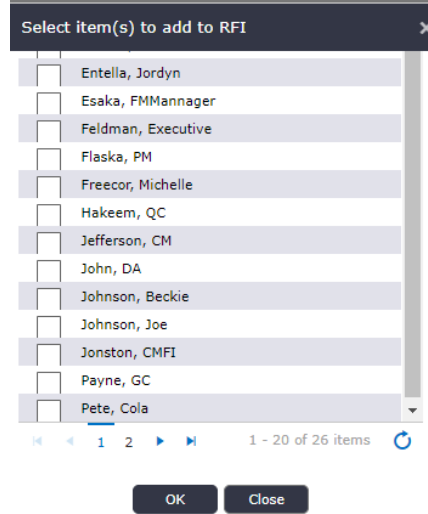 Select item(s) to add to RFI
Entella, Jordyn
Esaka, FMMannager
Feldman, Executive
Flaska, PM
Freecor, Michelle
Hakeem, QC
Jefferson, CM
John, DA
Johnson, Beckie
Johnson, Joe
Jonston, CMFI
Payne, GC
Pete, Cola
1 2 1 - 20 of 26 items
OK Close